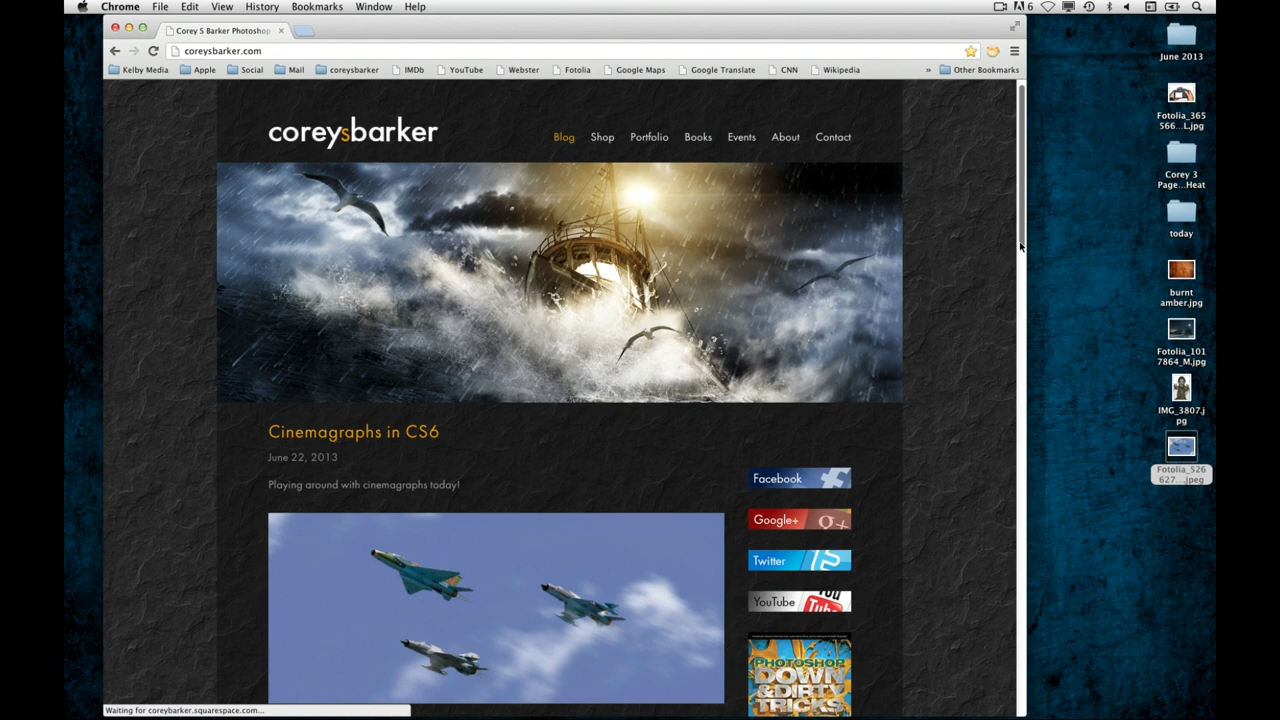 Chrome File Edit View History Bookmarks Window Help 6
Corey S Barker Photoshop
coreysbarker.com
Kelby Media Apple Social Mail coreysbarker IMDb YouTube Webster Fotolia Google Maps Google Translate CNN Wikipedia » Other Bookmarks
coreysbarker
Blog Shop Portfolio Books Events About Contact
Cinemagraphs in CS6
June 22, 2013
Playing around with cinemagraphs today!
Facebook
Google+
Twitter
YouTube
You
Tube
PHOTOSHOP
DOWN
& DIRTY
TRICKS
Waiting for coreybarker.squarespace.com...
June 2013
Fotolia_365
566...L.jpg
Corey 3
Page...Heat
today
burnt
amber.jpg
Fotolia_101
7864_M.jpg
IMG_3807.j
pg
Fotolia_526
627....jpeg